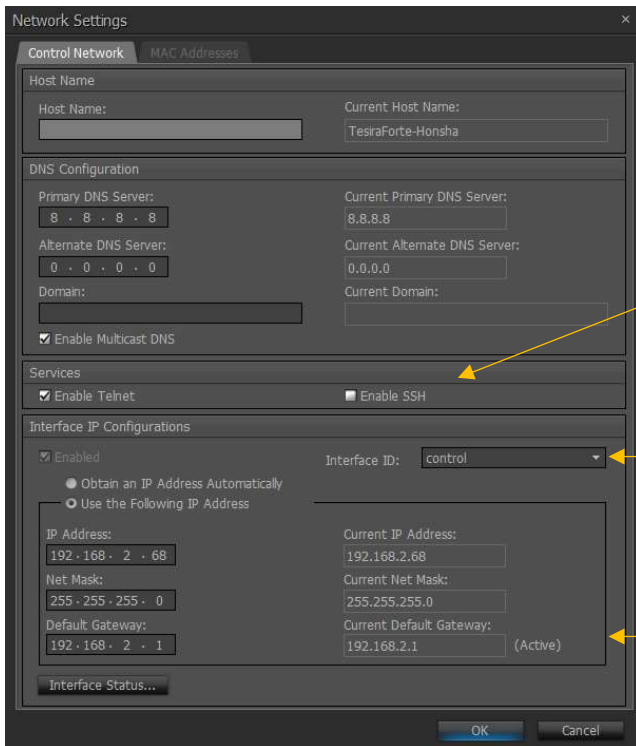 Network Settings
Control Network MAC Addresses
Host Name
Host Name: Current Host Name:
TesiraForte-Honsha
DNS Configuration
Primary DNS Server: Current Primary DNS Server:
8 . 8 . 8 . 8 8.8.8.8
Alternate DNS Server: Current Alternate DNS Server:
0 . 0 . 0 . 0 0.0.0.0
Domain: Current Domain:
Enable Multicast DNS
Services
Enable Telnet Enable SSH
Interface IP Configurations
Enabled Interface ID: control
Obtain an IP Address Automatically
Use the Following IP Address
IP Address: Current IP Address:
192 . 168 . 2 . 68 192.168.2.68
Net Mask: Current Net Mask:
255 . 255 . 255 . 0 255.255.255.0
Default Gateway: Current Default Gateway:
192 . 168 . 2 . 1 192.168.2.1 (Active)
Interface Status...
OK Cancel